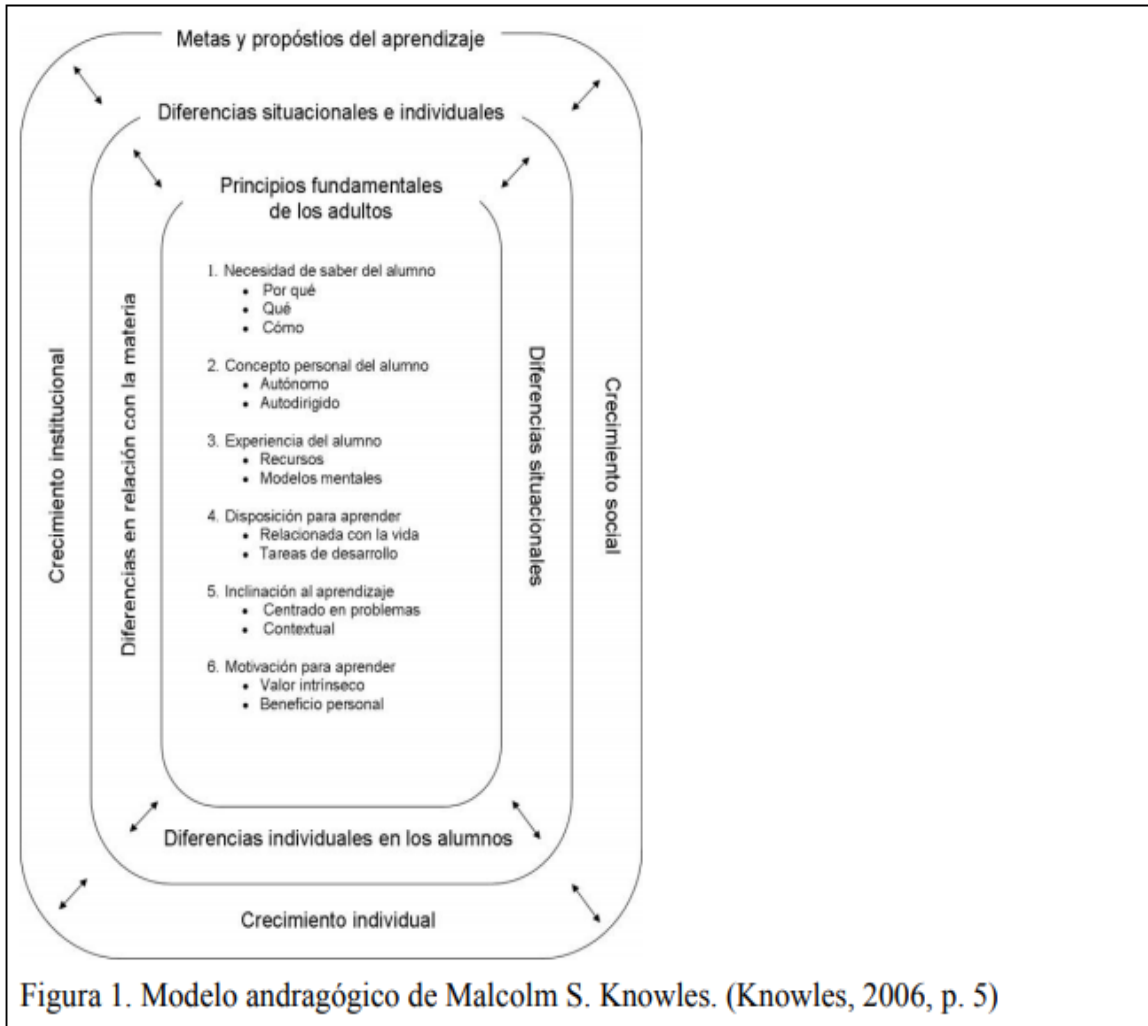 Metas y propóstios del aprendizaje
Diferencias situacionales e individuales
Principios fundamentales
de los adultos
1. Necesidad de saber del alumno
• Por qué
• Qué
• Cómo
2. Concepto personal del alumno
• Autónomo
• Autodirigido
3. Experiencia del alumno
• Recursos
• Modelos mentales
4. Disposición para aprender
• Relacionada con la vida
• Tareas de desarrollo
5. Inclinación al aprendizaje
• Centrado en problemas
• Contextual
6. Motivación para aprender
• Valor intrínseco
• Beneficio personal
Crecimiento institucional
Diferencias en relación con la materia
Diferencias situacionales
Crecimiento social
Diferencias individuales en los alumnos
Crecimiento individual
Figura 1. Modelo andragógico de Malcolm S. Knowles. (Knowles, 2006, p. 5)